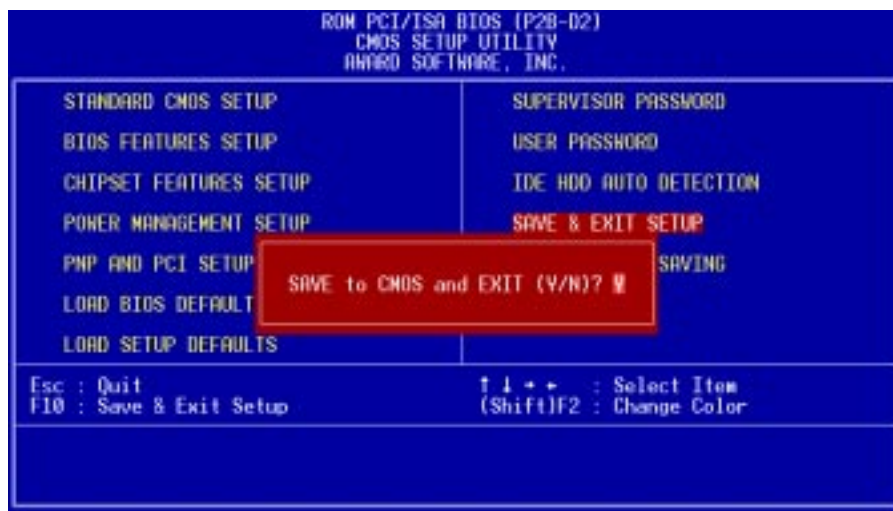 ROM PCI/ISA BIOS (P2B-D2)
CMOS SETUP UTILITY
AWARD SOFTWARE, INC.
STANDARD CMOS SETUP
BIOS FEATURES SETUP
CHIPSET FEATURES SETUP
POWER MANAGEMENT SETUP
PNP AND PCI SETUP
LOAD BIOS DEFAULT
LOAD SETUP DEFAULTS
SUPERVISOR PASSWORD
USER PASSWORD
IDE HDD AUTO DETECTION
SAVE & EXIT SETUP
SAVING
SAVE to CMOS and EXIT (Y/N)? Y
Esc : Quit
F10 : Save & Exit Setup
↑ ↓ → ← : Select Item
(Shift)F2 : Change Color